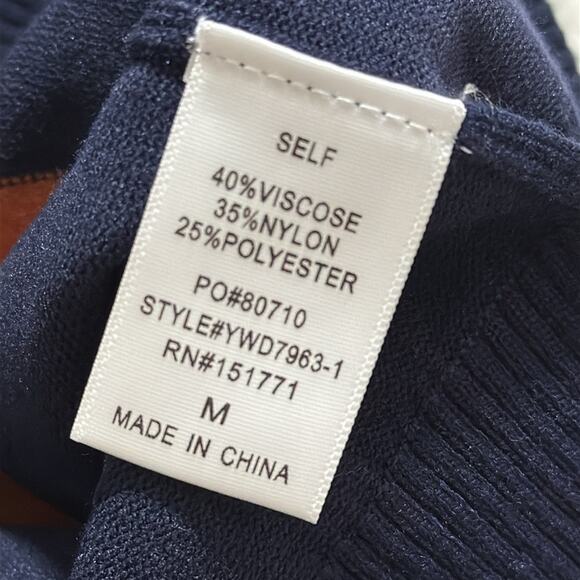 SELF
40%VISCOSE
35%NYLON
25%POLYESTER
PO#80710
STYLE#YWD7963-1
RN#151771
M
MADE IN CHINA